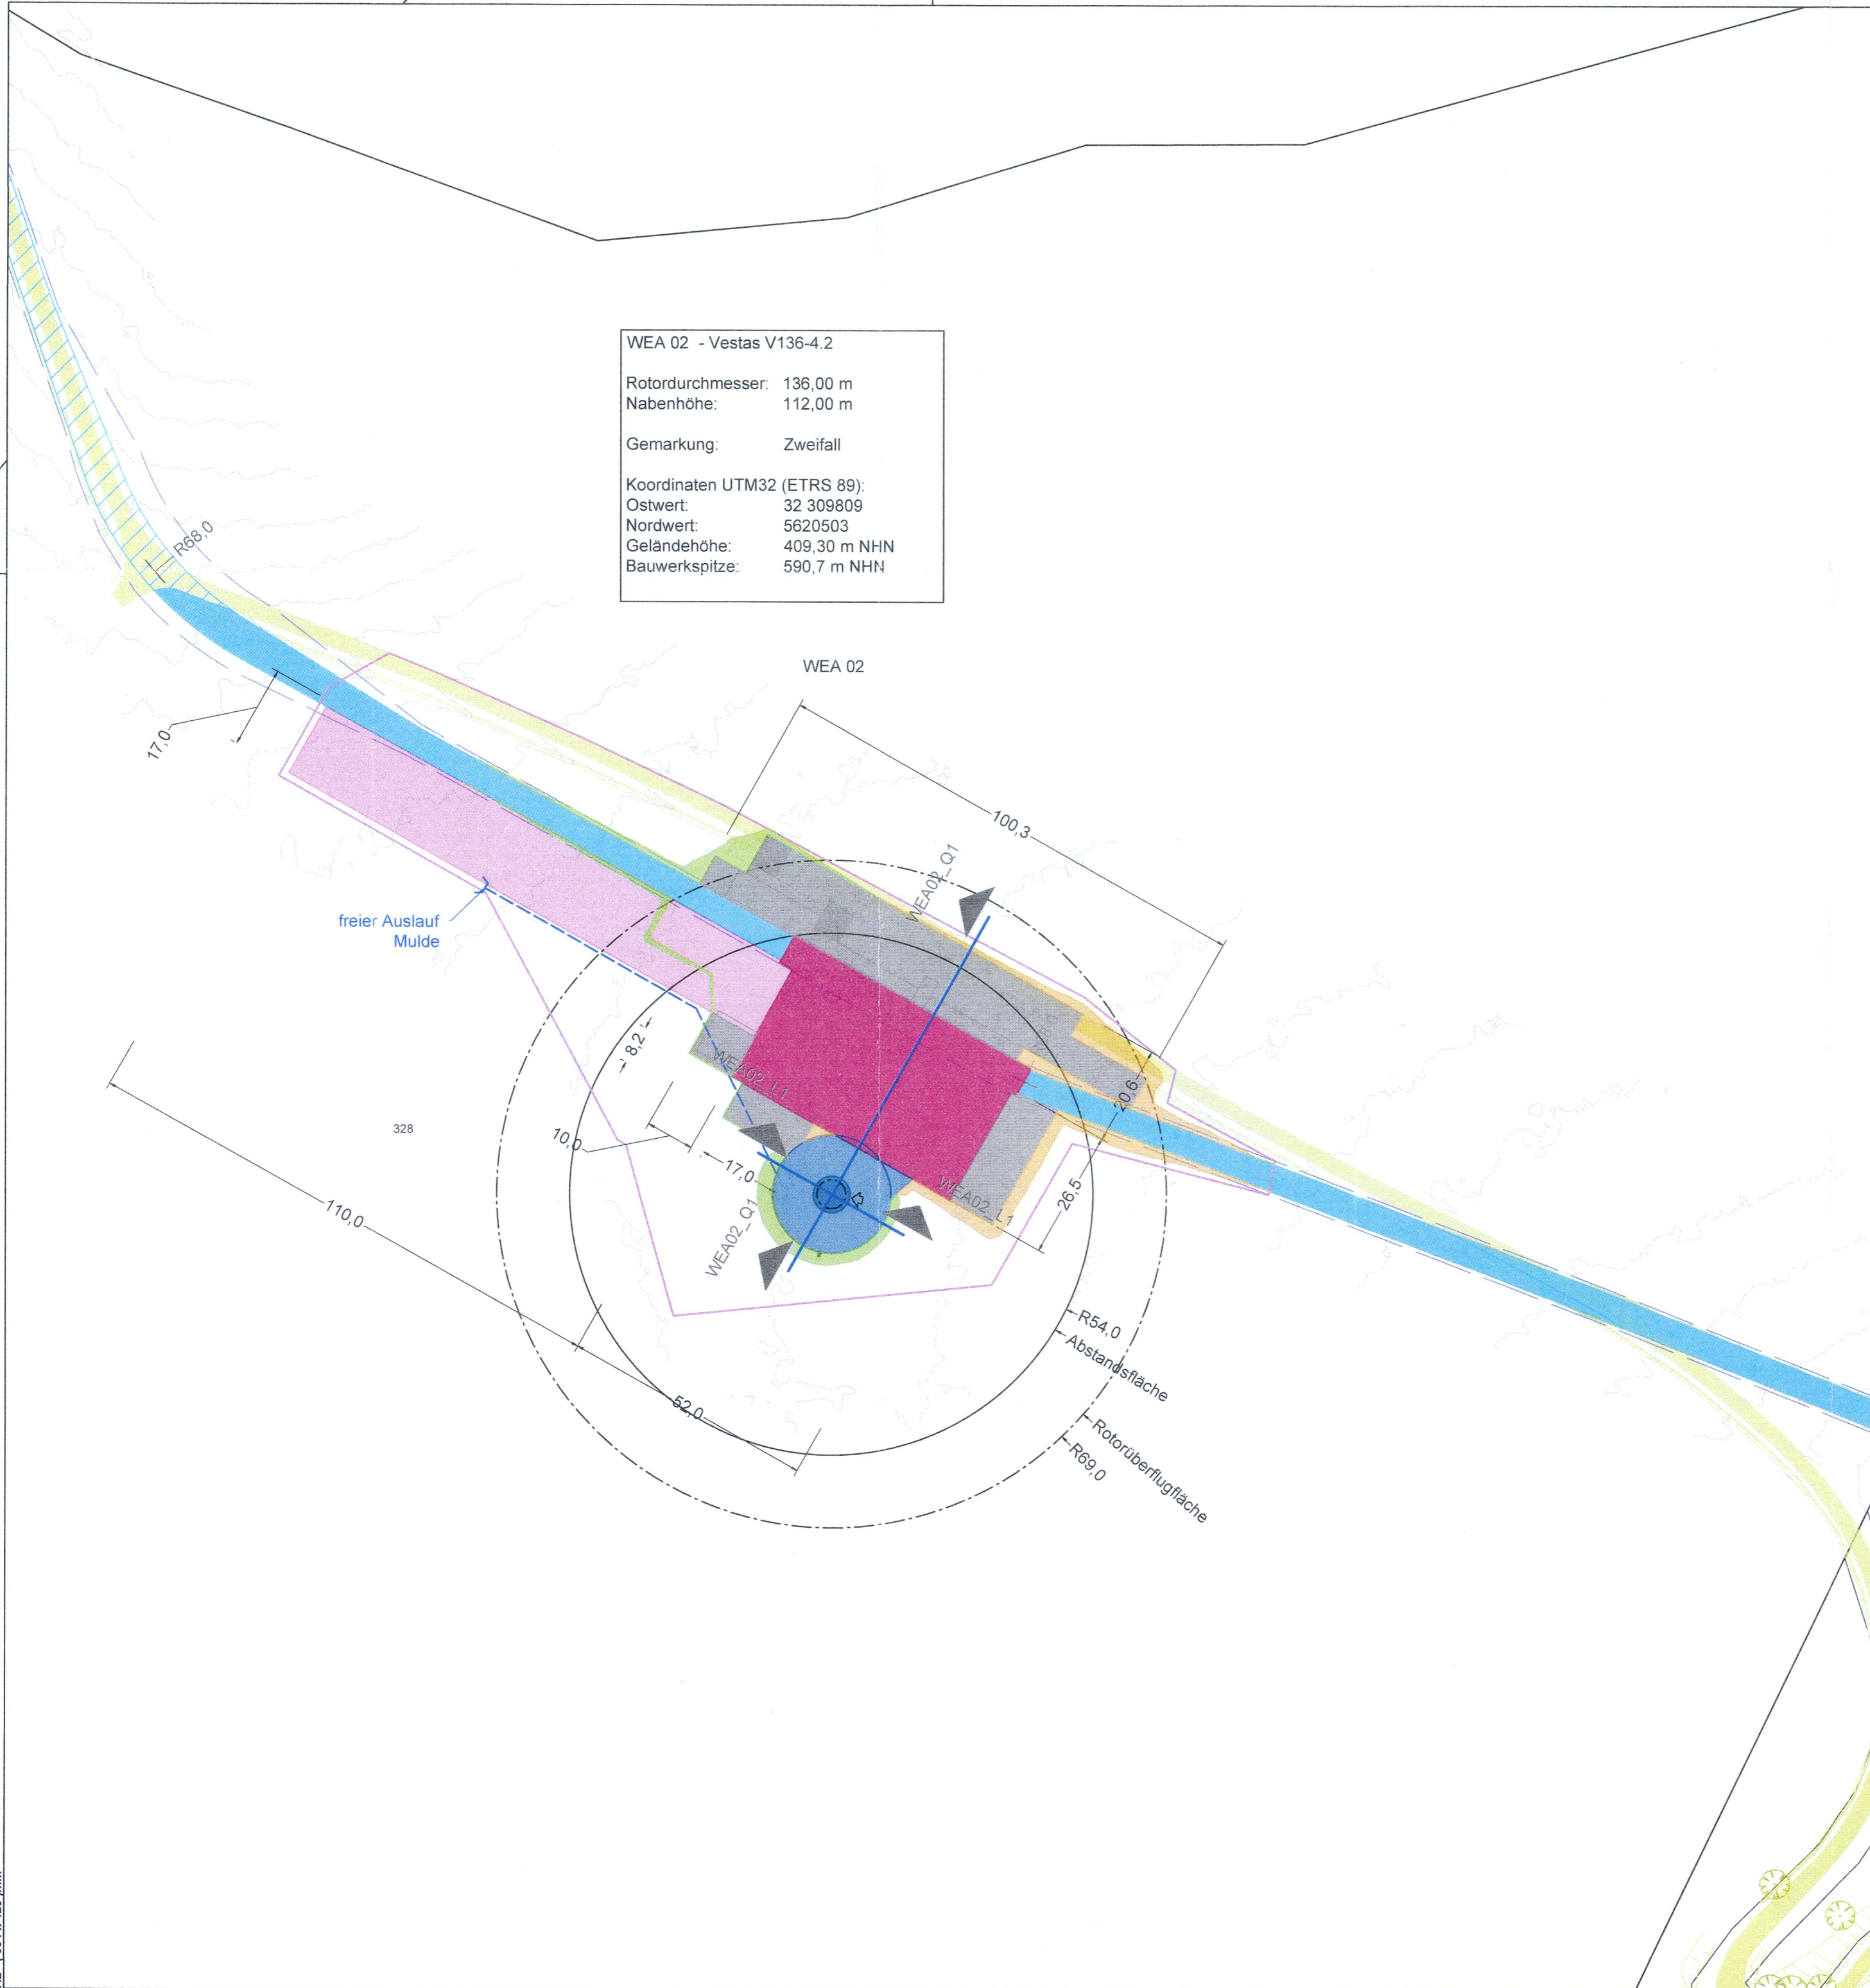 WEA 02 - Vestas V136-4.2
Rotordurchmesser: 136,00 m
Nabenhöhe: 112,00 m
Gemarkung: Zweifall
Koordinaten UTM32 (ETRS 89):
Ostwert: 32 309809
Nordwert: 5620503
Geländehöhe: 409,30 m NHN
Bauwerkspitze: 590,7 m NHN
R68,0
WEA 02
17,0
100,3
WEA02_Q1
freier Auslauf
Mulde
8,2
WEA02_L1
20,6
328
10,0
17,0
WEA02_L1
26,5
110,0
WEA02_Q1
R54,0
Abstandsfläche
52,0
Rotorüberflugfläche
R69,0